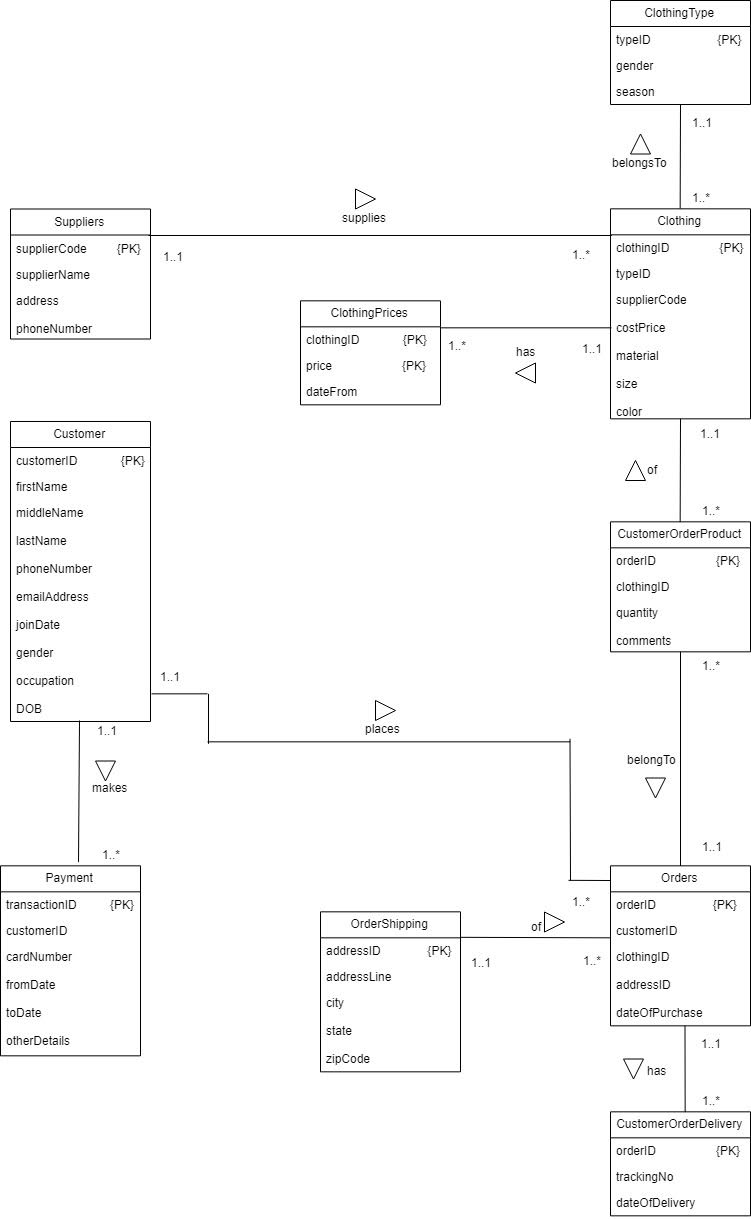 ClothingType
typeID {PK}
gender
season
1..1
belongsTo
1..*
supplies
Suppliers
supplierCode {PK}
supplierName
address
phoneNumber
1..1
1..*
Clothing
clothingID {PK}
typeID
supplierCode
costPrice
material
size
color
ClothingPrices
clothingID {PK}
price {PK}
dateFrom
1..*
has
1..1
Customer
customerID {PK}
firstName
middleName
lastName
phoneNumber
emailAddress
joinDate
gender
occupation
DOB
1..1
of
1..*
CustomerOrderProduct
orderID {PK}
clothingID
quantity
comments
1..1
1..*
places
1..1
makes
1..*
belongTo
1..1
Payment
transactionID {PK}
customerID
cardNumber
fromDate
toDate
otherDetails
1..*
OrderShipping
addressID {PK}
addressLine
city
state
zipCode
of
1..1
1..*
Orders
orderID {PK}
customerID
clothingID
addressID
dateOfPurchase
1..1
has
1..*
CustomerOrderDelivery
orderID {PK}
trackingNo
dateOfDelivery